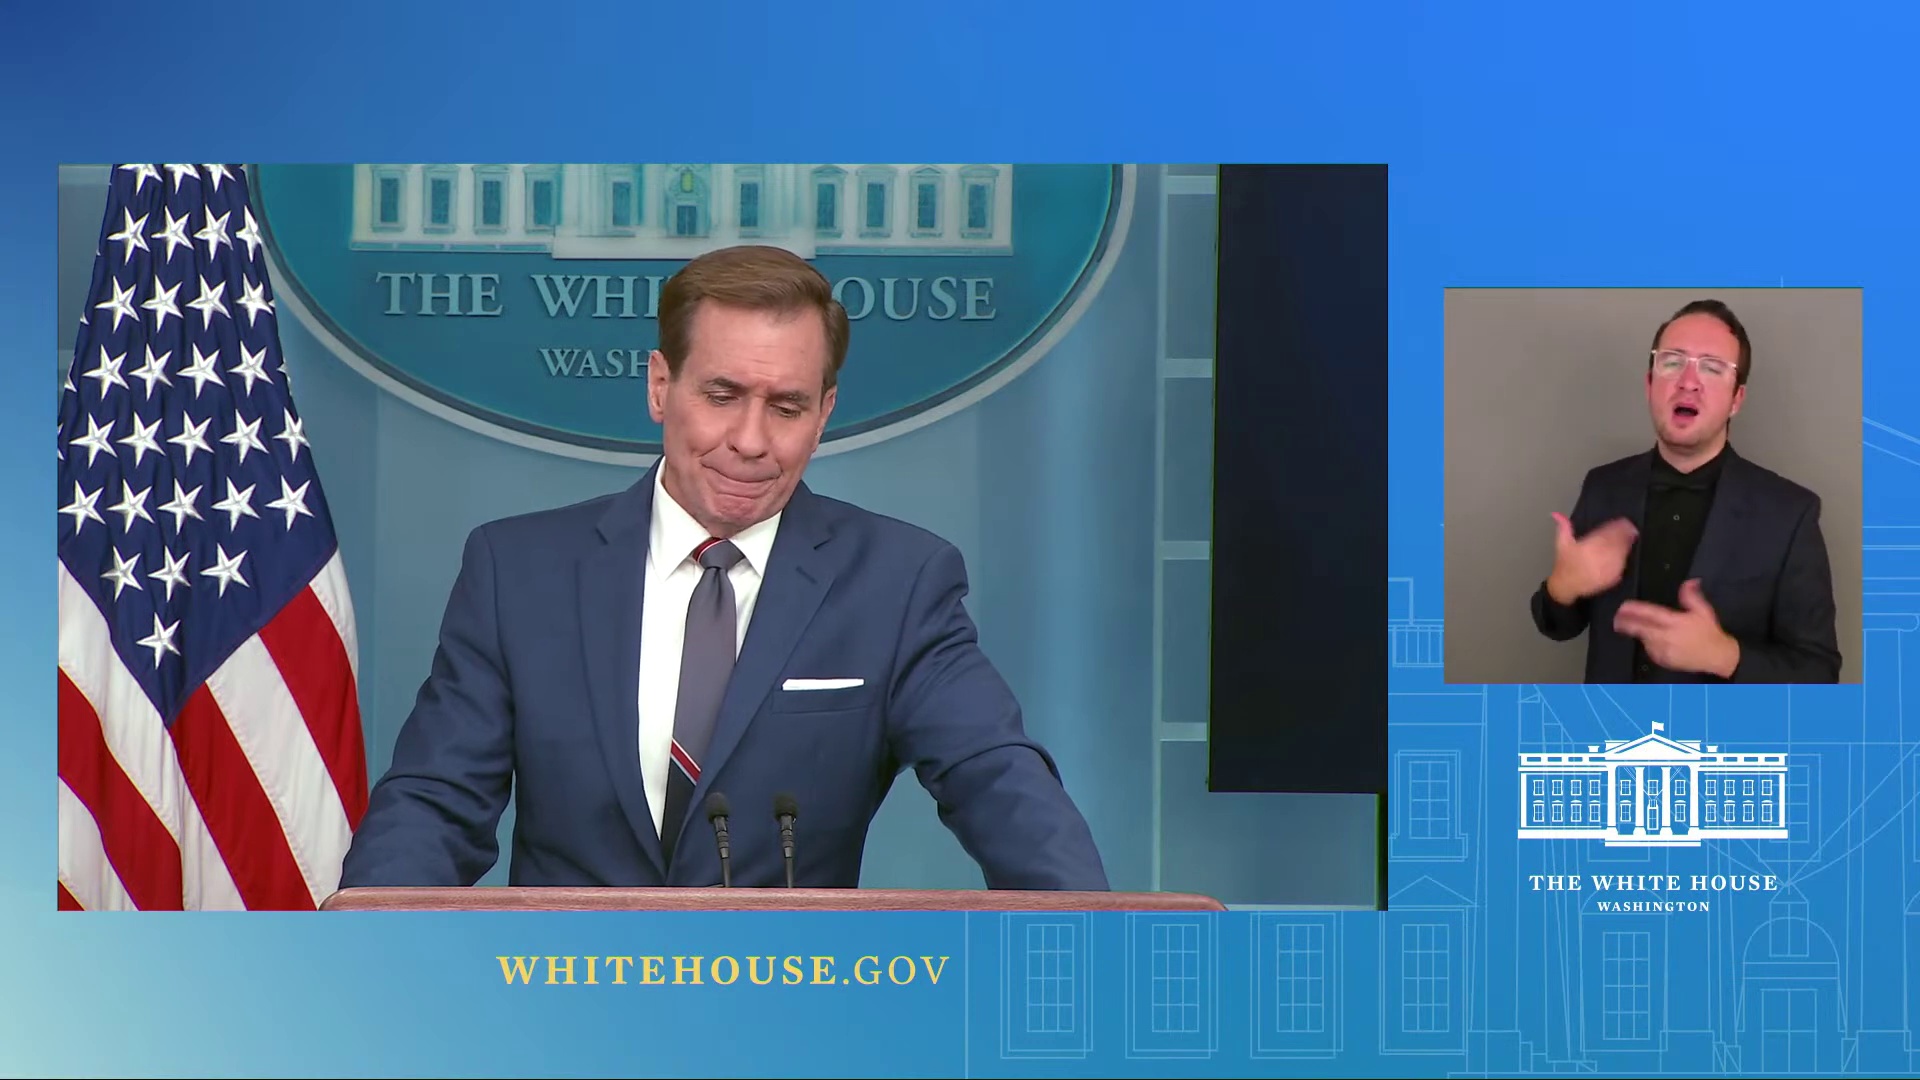 THE WHI OUSE
WASH
WHITEHOUSE.GOV
THE WHITE HOUSE
WASHINGTON